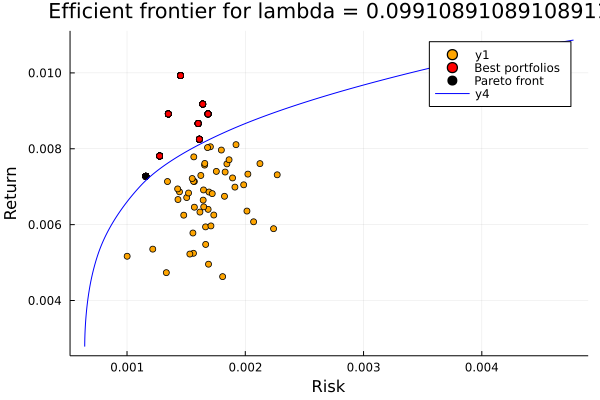 Efficient frontier for lambda = 0.0991089108910891
0.010
0.008
0.006
0.004
Return
0.001
0.002
0.003
0.004
Risk
y1
Best portfolios
Pareto front
y4